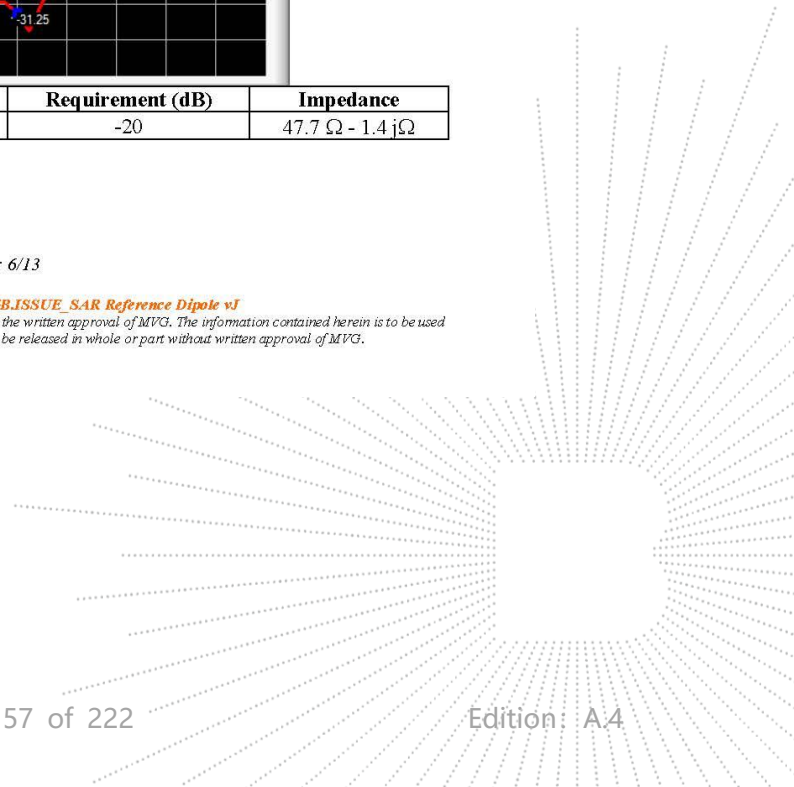 -31.25
Requirement (dB) Impedance
-20 47.7 Ω - 1.4 jΩ
: 6/13
B.ISSUE_SAR Reference Dipole vJ
the written approval of MVG. The information contained herein is to be used
be released in whole or part without written approval of MVG.
57 of 222 Edition: A.4